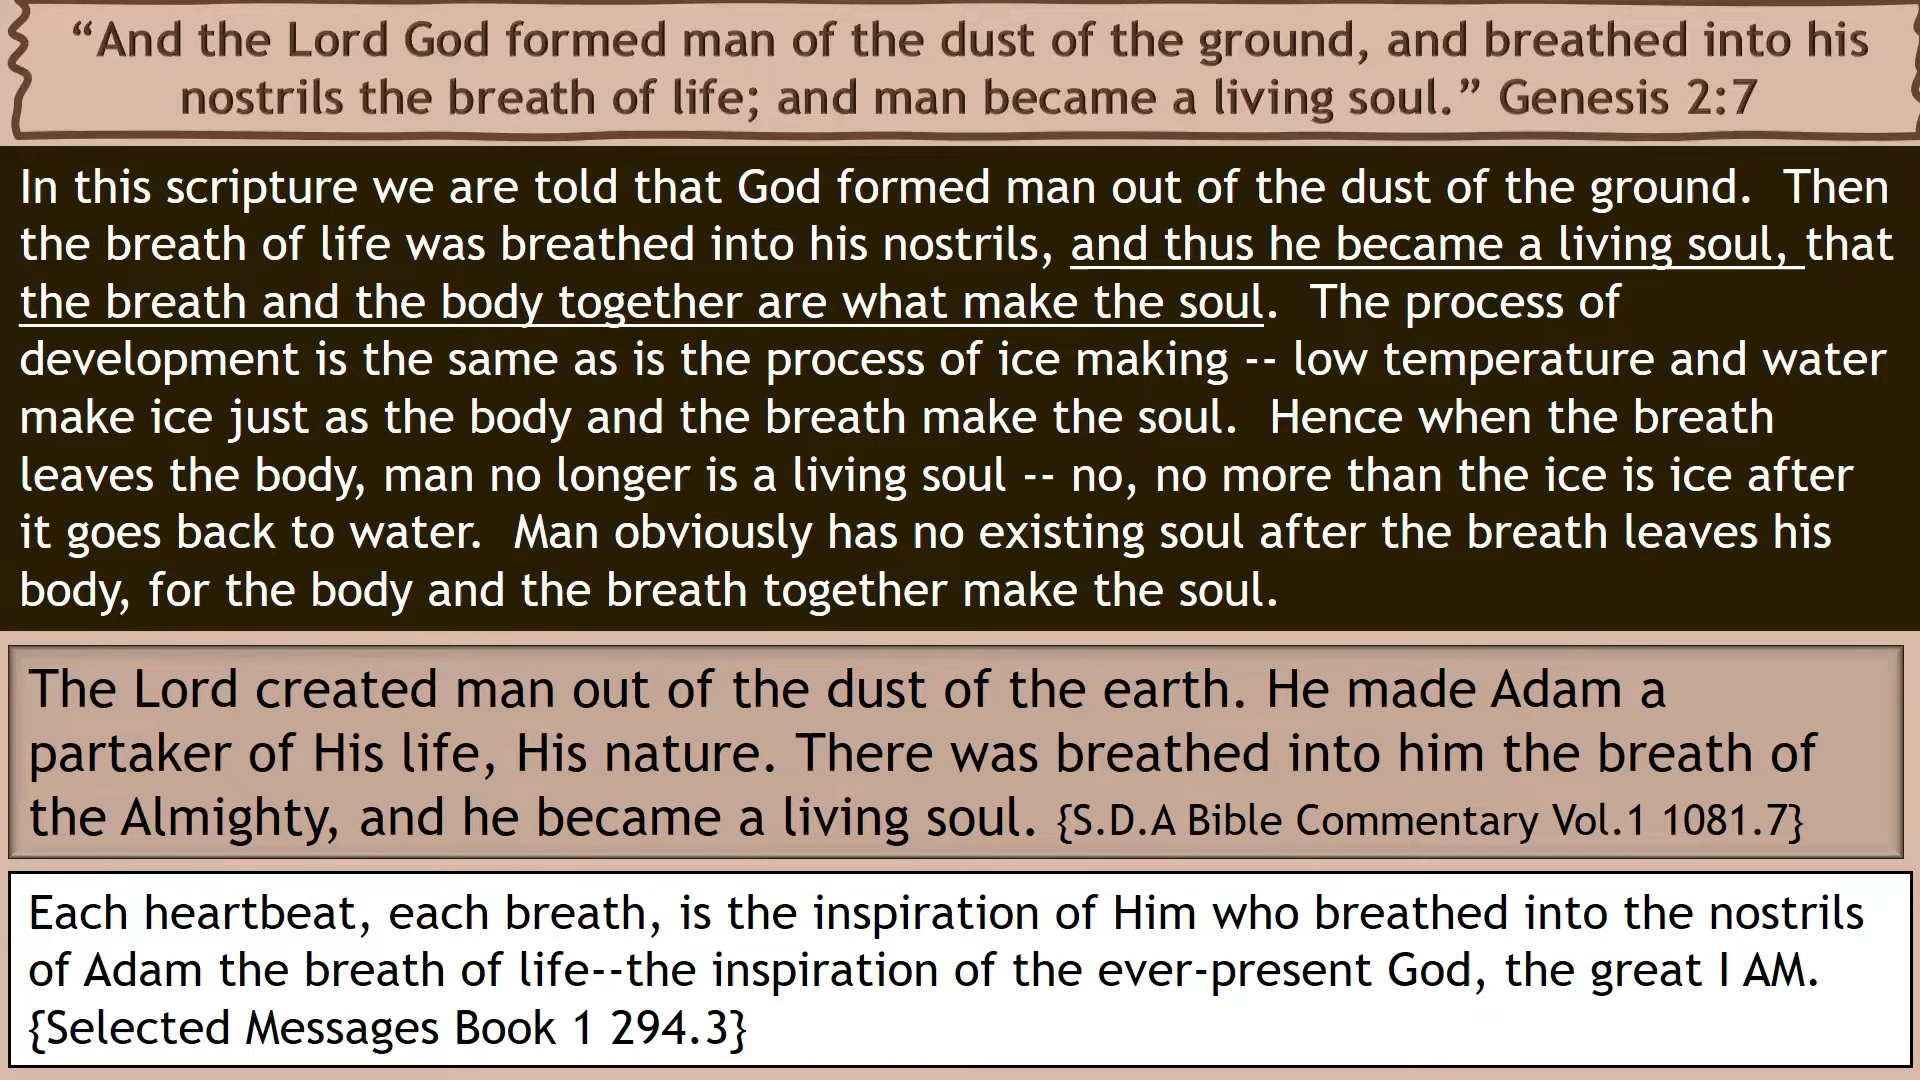 “And the Lord God formed man of the dust of the ground, and breathed into his
nostrils the breath of life; and man became a living soul.” Genesis 2:7
In this scripture we are told that God formed man out of the dust of the ground.  Then
the breath of life was breathed into his nostrils, and thus he became a living soul, that
the breath and the body together are what make the soul.  The process of
development is the same as is the process of ice making -- low temperature and water
make ice just as the body and the breath make the soul.  Hence when the breath
leaves the body, man no longer is a living soul -- no, no more than the ice is ice after
it goes back to water.  Man obviously has no existing soul after the breath leaves his
body, for the body and the breath together make the soul.
The Lord created man out of the dust of the earth. He made Adam a
partaker of His life, His nature. There was breathed into him the breath of
the Almighty, and he became a living soul. {S.D.A Bible Commentary Vol.1 1081.7}
Each heartbeat, each breath, is the inspiration of Him who breathed into the nostrils
of Adam the breath of life--the inspiration of the ever-present God, the great I AM.
{Selected Messages Book 1 294.3}